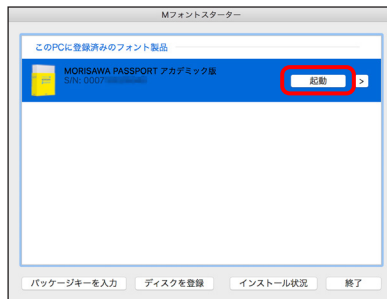 Mフォントスターター
このPCに登録済みのフォント製品
MORISAWA PASSPORT アカデミック版
S/N: 0007
起動
>
パッケージキーを入力
ディスクを登録
インストール状況
終了